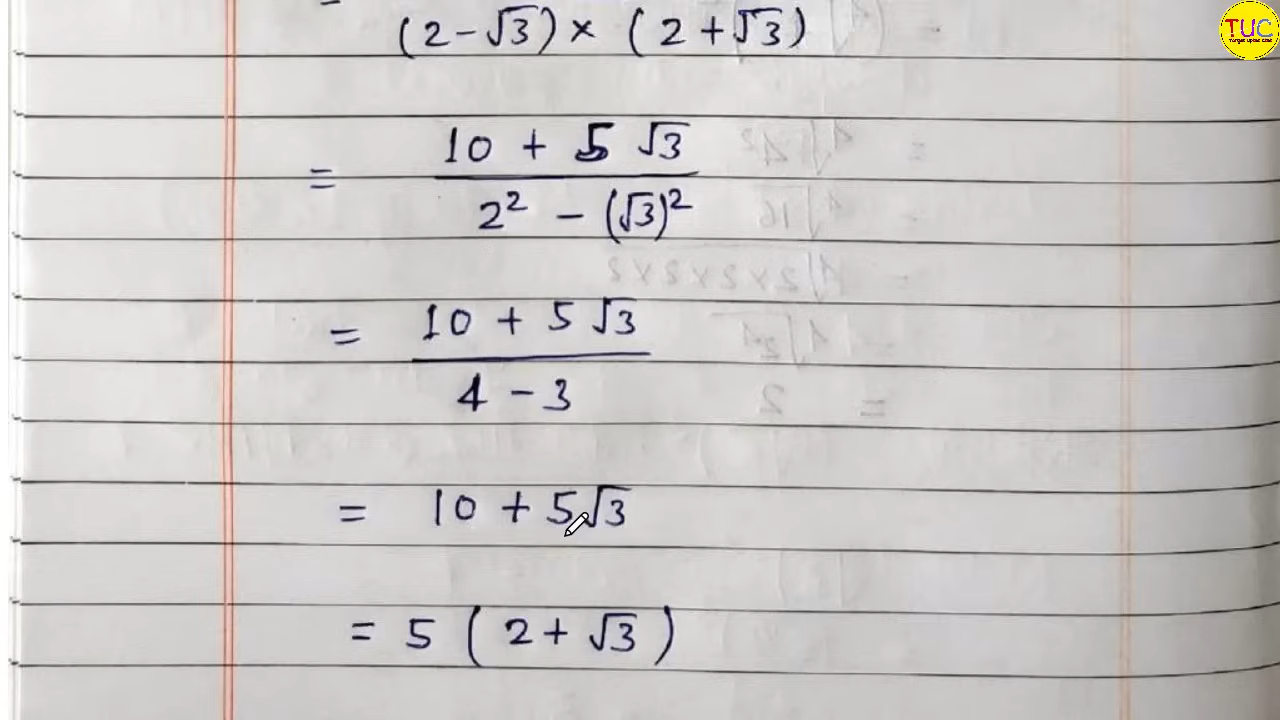 (2-√3) × (2+√3)
= 10 + 5 √3
2² - (√3)²
= 10 + 5 √3
4 - 3
= 10 + 5√3
= 5 ( 2 + √3 )
TUC